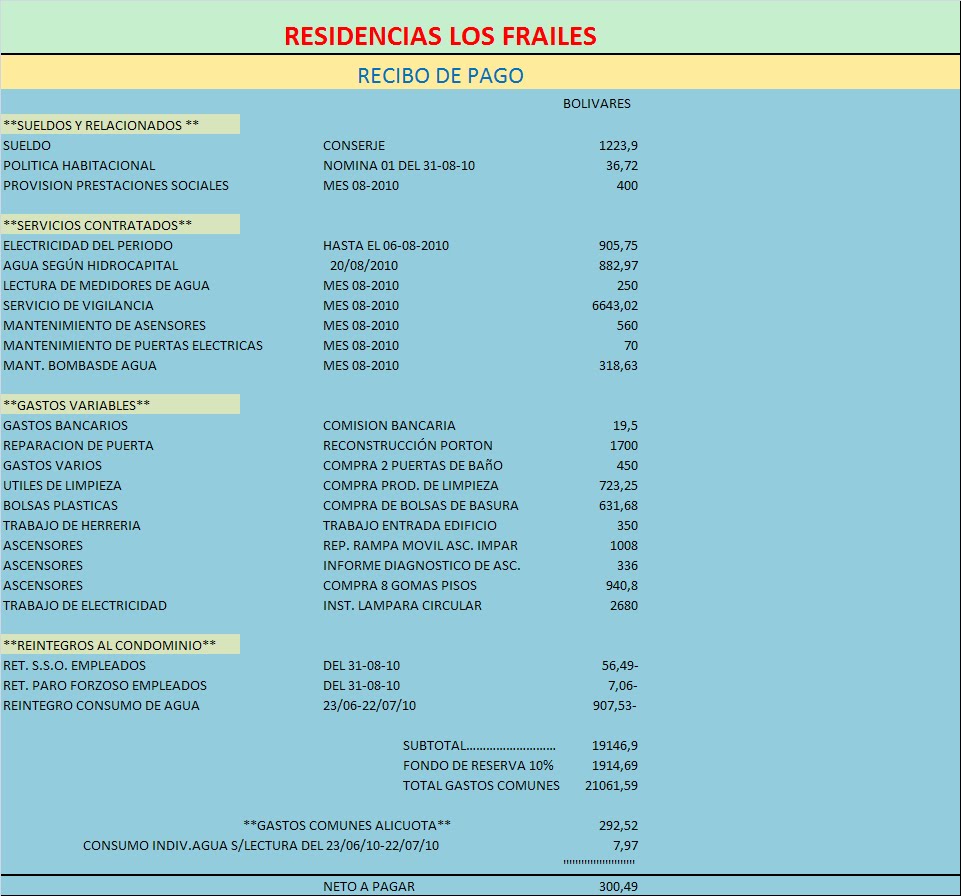 RESIDENCIAS LOS FRAILES
RECIBO DE PAGO
BOLIVARES
**SUELDOS Y RELACIONADOS **
SUELDO CONSERJE 1223,9
POLITICA HABITACIONAL NOMINA 01 DEL 31-08-10 36,72
PROVISION PRESTACIONES SOCIALES MES 08-2010 400
**SERVICIOS CONTRATADOS**
ELECTRICIDAD DEL PERIODO HASTA EL 06-08-2010 905,75
AGUA SEGÚN HIDROCAPITAL 20/08/2010 882,97
LECTURA DE MEDIDORES DE AGUA MES 08-2010 250
SERVICIO DE VIGILANCIA MES 08-2010 6643,02
MANTENIMIENTO DE ASENSORES MES 08-2010 560
MANTENIMIENTO DE PUERTAS ELECTRICAS MES 08-2010 70
MANT. BOMBASDE AGUA MES 08-2010 318,63
**GASTOS VARIABLES**
GASTOS BANCARIOS COMISION BANCARIA 19,5
REPARACION DE PUERTA RECONSTRUCCIÓN PORTON 1700
GASTOS VARIOS COMPRA 2 PUERTAS DE BAñO 450
UTILES DE LIMPIEZA COMPRA PROD. DE LIMPIEZA 723,25
BOLSAS PLASTICAS COMPRA DE BOLSAS DE BASURA 631,68
TRABAJO DE HERRERIA TRABAJO ENTRADA EDIFICIO 350
ASCENSORES REP. RAMPA MOVIL ASC. IMPAR 1008
ASCENSORES INFORME DIAGNOSTICO DE ASC. 336
ASCENSORES COMPRA 8 GOMAS PISOS 940,8
TRABAJO DE ELECTRICIDAD INST. LAMPARA CIRCULAR 2680
**REINTEGROS AL CONDOMINIO**
RET. S.S.O. EMPLEADOS DEL 31-08-10 56,49-
RET. PARO FORZOSO EMPLEADOS DEL 31-08-10 7,06-
REINTEGRO CONSUMO DE AGUA 23/06-22/07/10 907,53-
SUBTOTAL……………………… 19146,9
FONDO DE RESERVA 10% 1914,69
TOTAL GASTOS COMUNES 21061,59
**GASTOS COMUNES ALICUOTA** 292,52
CONSUMO INDIV.AGUA S/LECTURA DEL 23/06/10-22/07/10 7,97
""""""""""""
NETO A PAGAR 300,49